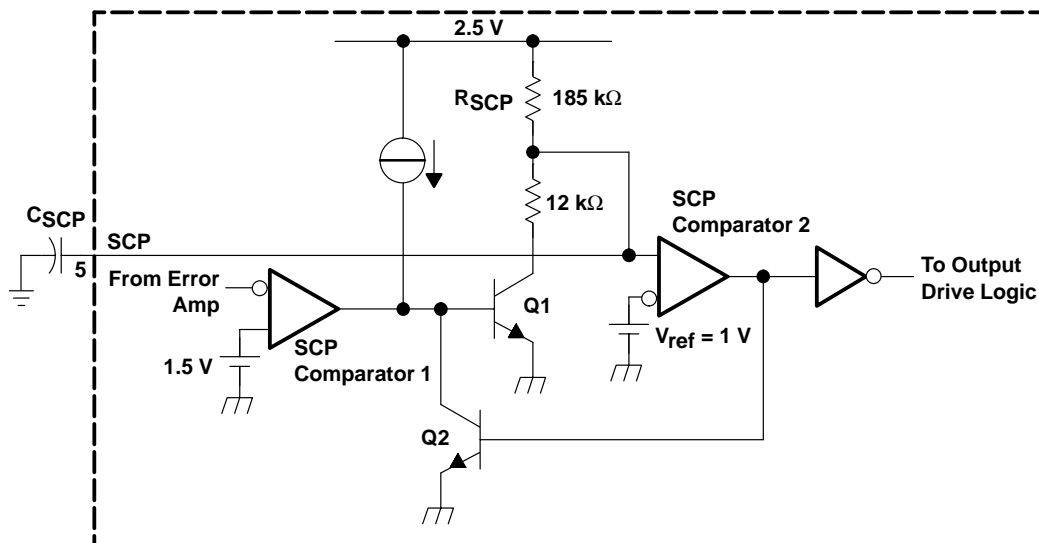 2.5 V
RSCP
185 kΩ
12 kΩ
CSCP
SCP
5
From Error
Amp
SCP
Comparator 2
To Output
Drive Logic
Q1
Vref = 1 V
1.5 V
SCP
Comparator 1
Q2